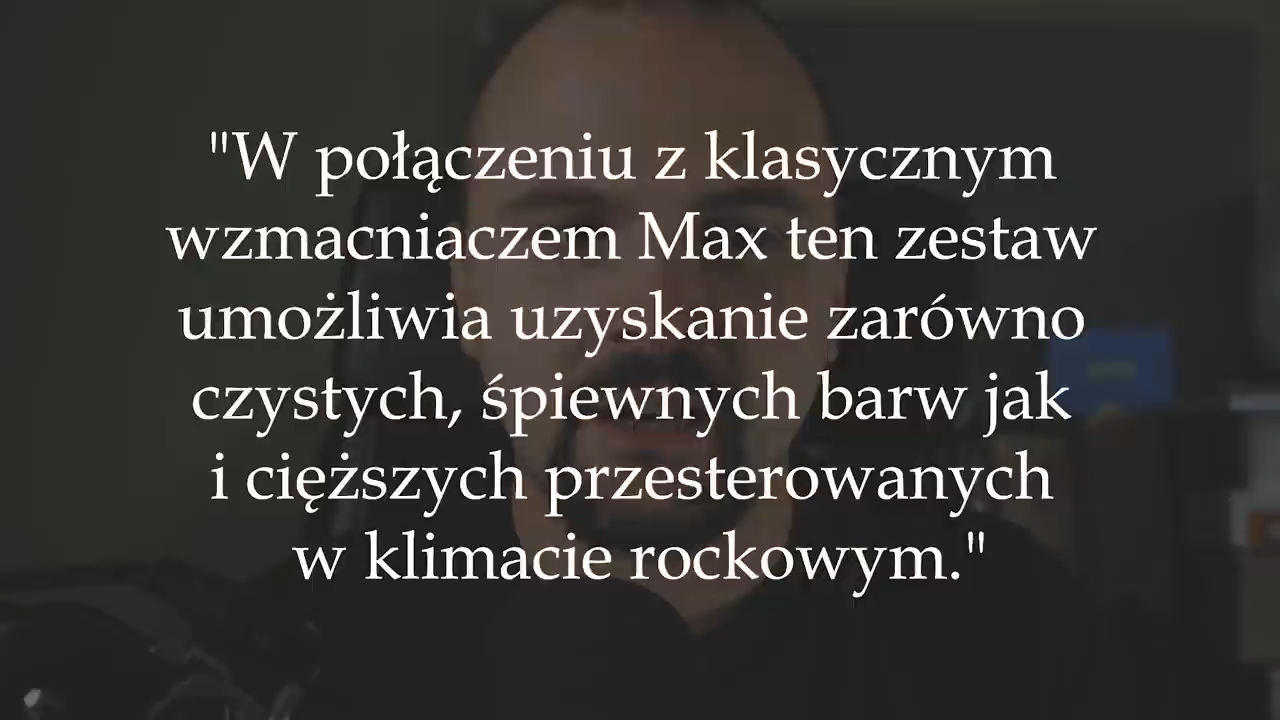 "W połączeniu z klasycznym
wzmacniaczem Max ten zestaw
umożliwia uzyskanie zarówno
czystych, śpiewnych barw jak
i cięższych przesterowanych
w klimacie rockowym."